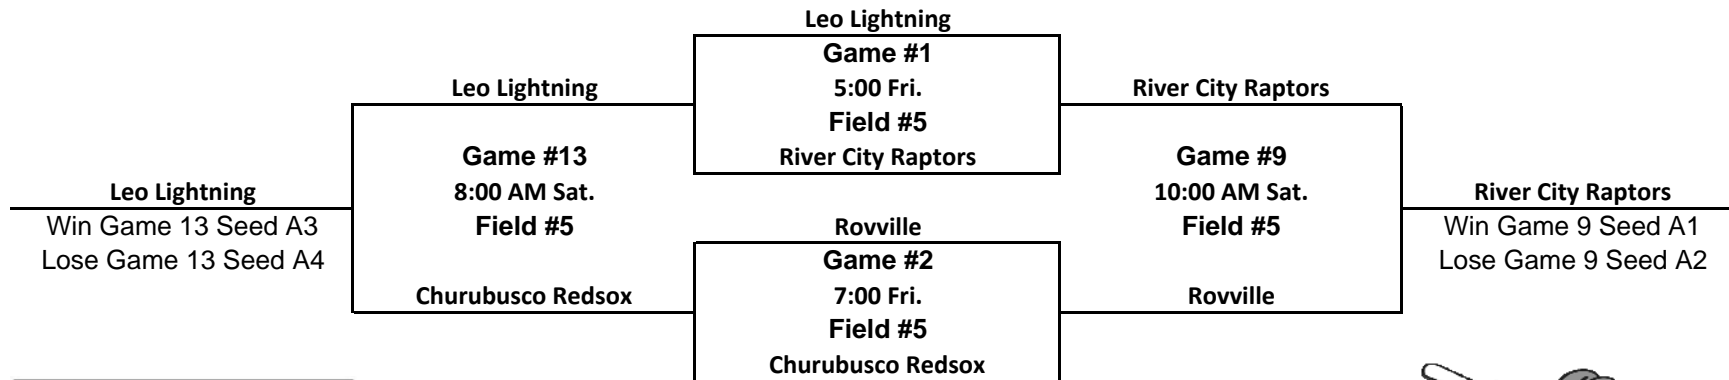 Leo Lightning
Game #1
Leo Lightning
5:00 Fri.
River City Raptors
Field #5
Game #13
River City Raptors
Game #9
Leo Lightning
8:00 AM Sat.
10:00 AM Sat.
River City Raptors
Win Game 13 Seed A3
Field #5
Rovville
Field #5
Win Game 9 Seed A1
Lose Game 13 Seed A4
Game #2
Lose Game 9 Seed A2
Churubusco Redsox
7:00 Fri.
Rovville
Field #5
Churubusco Redsox